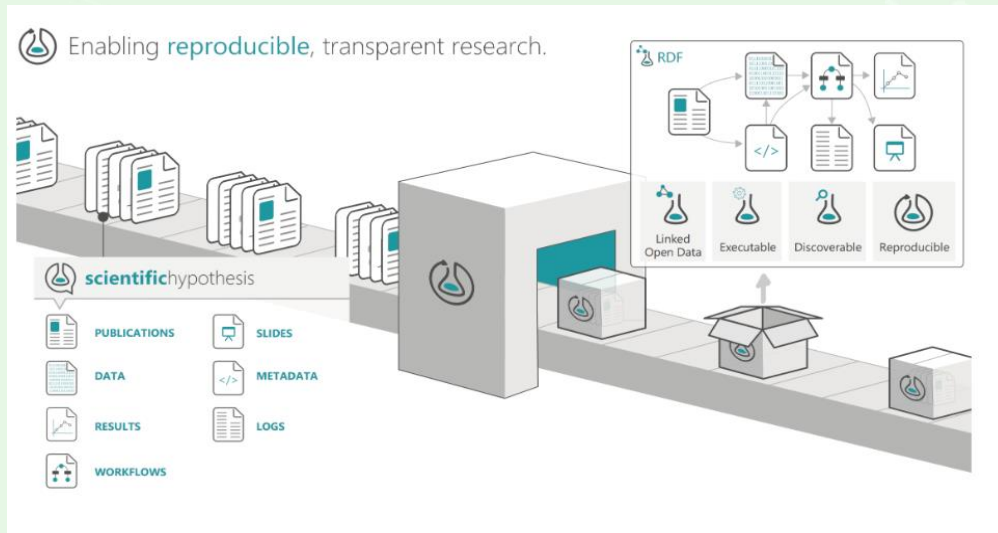 Enabling reproducible, transparent research.
RDF
</>
Linked
Open Data
Executable
Discoverable
Reproducible
scientifichypothesis
PUBLICATIONS
SLIDES
DATA
</>
METADATA
RESULTS
LOGS
WORKFLOWS